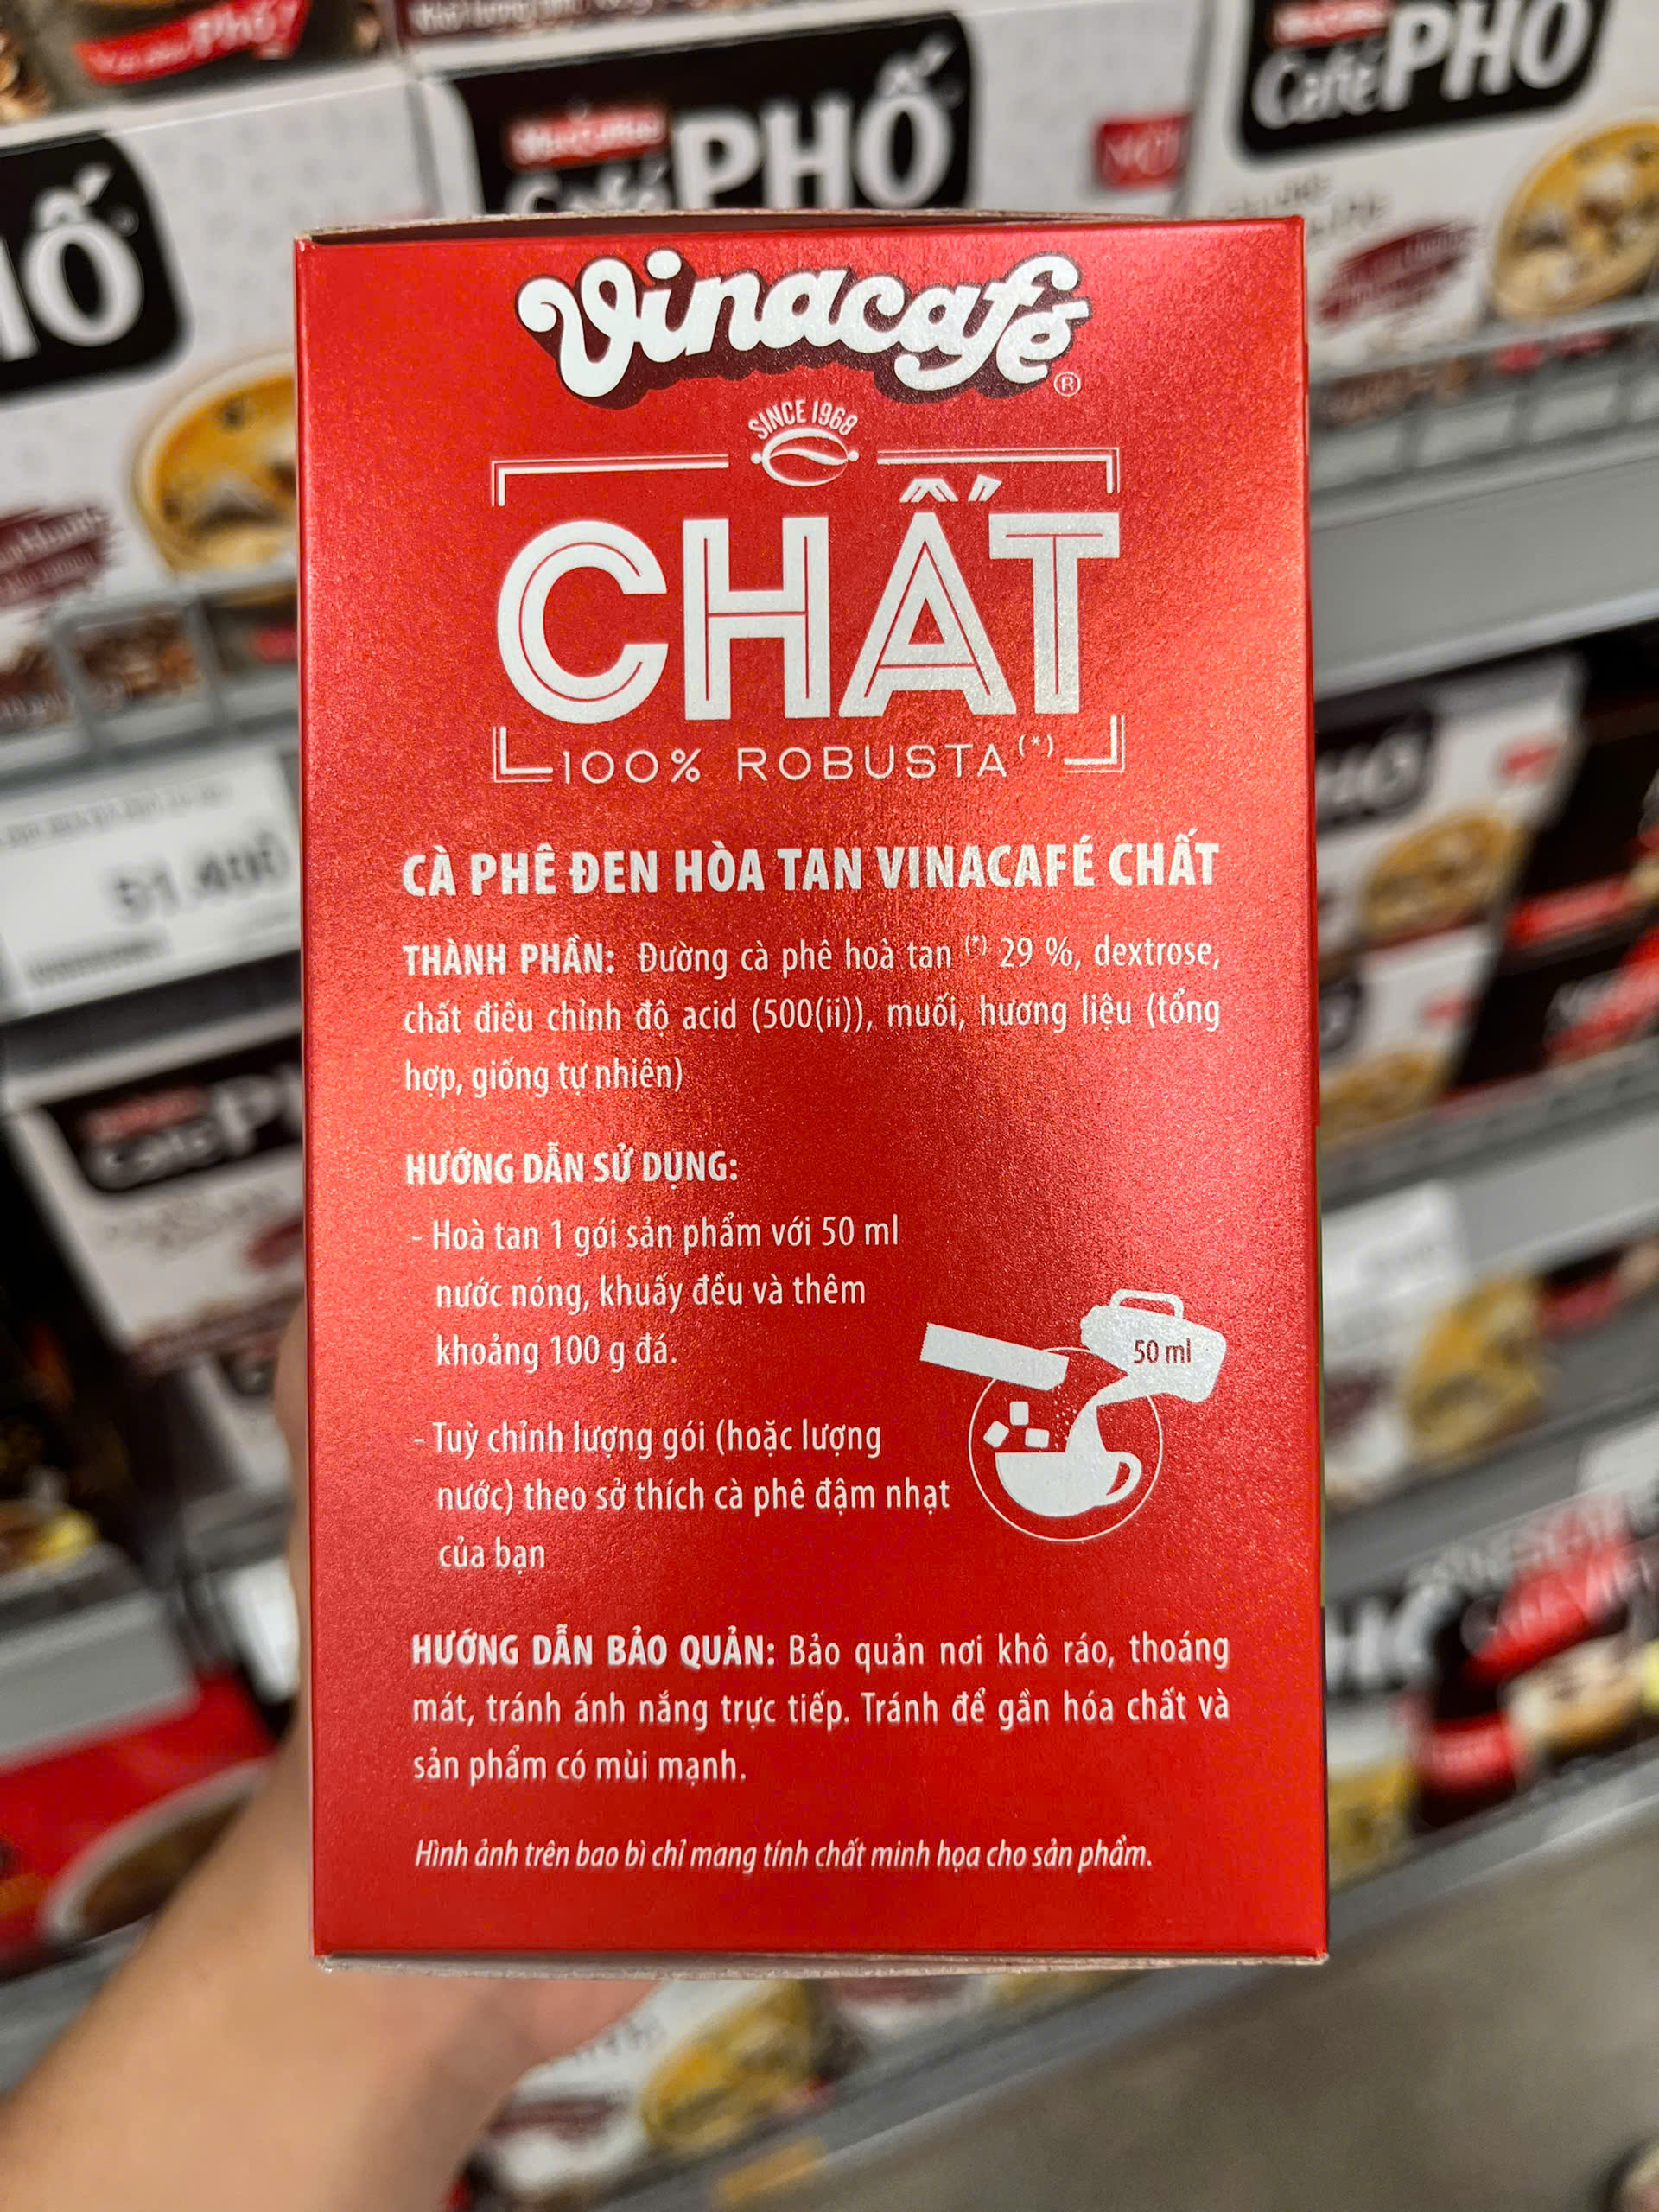 PHỐ
Café PHỐ
Café PHỐ
Vinacafé ®
SINCE 1968
CHẤT
100% ROBUSTA (*)
CÀ PHÊ ĐEN HÒA TAN VINACAFÉ CHẤT
THÀNH PHẦN: Đường cà phê hoà tan (*) 29 %, dextrose,
chất điều chỉnh độ acid (500(ii)), muối, hương liệu (tổng
hợp, giống tự nhiên)
HƯỚNG DẪN SỬ DỤNG:
- Hoà tan 1 gói sản phẩm với 50 ml
nước nóng, khuấy đều và thêm
khoảng 100 g đá.
50 ml
- Tuỳ chỉnh lượng gói (hoặc lượng
nước) theo sở thích cà phê đậm nhạt
của bạn
HƯỚNG DẪN BẢO QUẢN: Bảo quản nơi khô ráo, thoáng
mát, tránh ánh nắng trực tiếp. Tránh để gần hóa chất và
sản phẩm có mùi mạnh.
Hình ảnh trên bao bì chỉ mang tính chất minh họa cho sản phẩm.